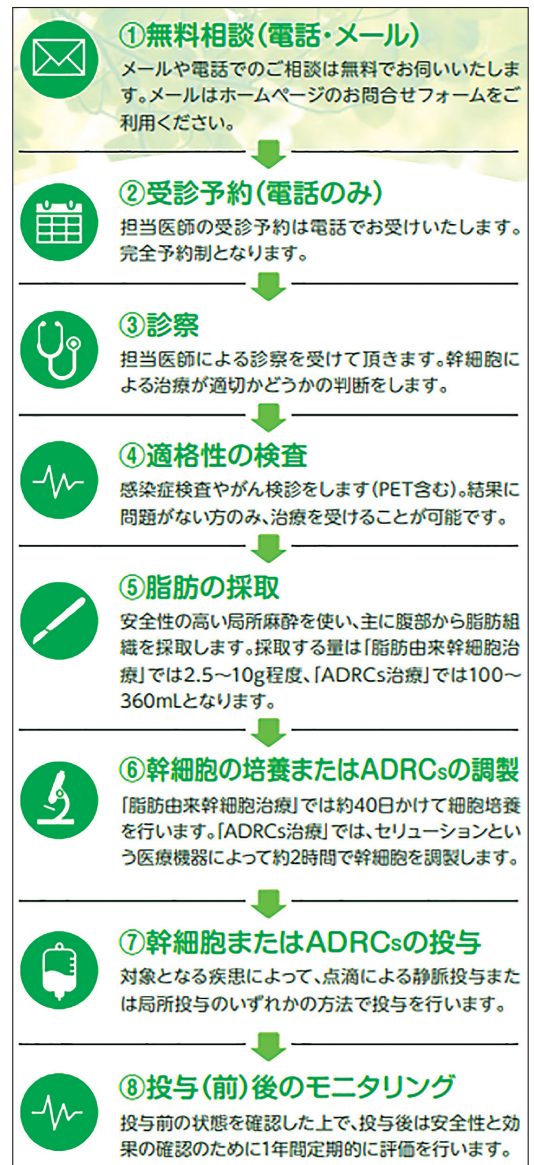 ①無料相談(電話・メール)
メールや電話でのご相談は無料でお伺いいたしま
す。メールはホームページのお問合せフォームをご
利用ください。
②受診予約(電話のみ)
担当医師の受診予約は電話でお受けいたします。
完全予約制となります。
③診察
担当医師による診察を受けて頂きます。幹細胞に
よる治療が適切かどうかの判断をします。
④適格性の検査
感染症検査やがん検診をします(PET含む)。結果に
問題がない方のみ、治療を受けることが可能です。
⑤脂肪の採取
安全性の高い局所麻酔を使い、主に腹部から脂肪組
織を採取します。採取する量は「脂肪由来幹細胞治
療」では2.5～10g程度、「ADRCs治療」では100～
360mLとなります。
⑥幹細胞の培養またはADRCsの調製
「脂肪由来幹細胞治療」では約40日かけて細胞培養
を行います。「ADRCs治療」では、セリューションとい
う医療機器によって約2時間で幹細胞を調製します。
⑦幹細胞またはADRCsの投与
対象となる疾患によって、点滴による静脈投与また
は局所投与のいずれかの方法で投与を行います。
⑧投与(前)後のモニタリング
投与前の状態を確認した上で、投与後は安全性と効
果の確認のために1年間定期的に評価を行います。